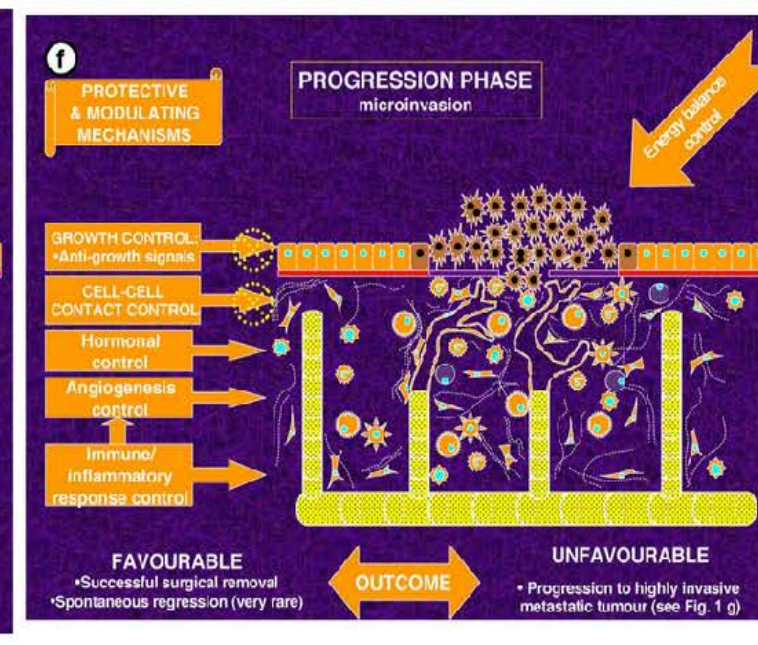 f
PROTECTIVE
& MODULATING
MECHANISMS
PROGRESSION PHASE
microinvasion
Energy balance
control
GROWTH CONTROL:
•Anti-growth signals
CELL-CELL
CONTACT CONTROL
Hormonal
control
Angiogenesis
control
Immune/
inflammatory
response control
FAVOURABLE
•Successful surgical removal
•Spontaneous regression (very rare)
OUTCOME
UNFAVOURABLE
• Progression to highly invasive
metastatic tumour (see Fig. 1 g)